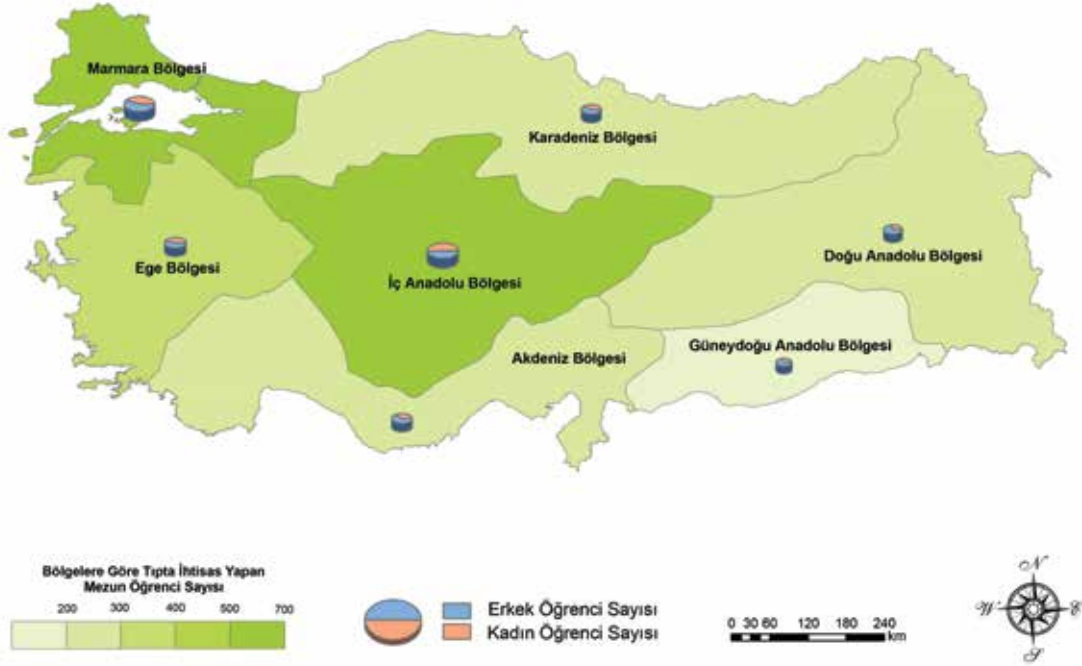 Marmara Bölgesi
Karadeniz Bölgesi
Ege Bölgesi
İç Anadolu Bölgesi
Doğu Anadolu Bölgesi
Akdeniz Bölgesi
Güneydoğu Anadolu Bölgesi
Bölgelere Göre Tıpta İhtisas Yapan
Mezun Öğrenci Sayısı
200 300 400 500 700
Erkek Öğrenci Sayısı
Kadın Öğrenci Sayısı
0 30 60 120 180 240
km
N
W E
S